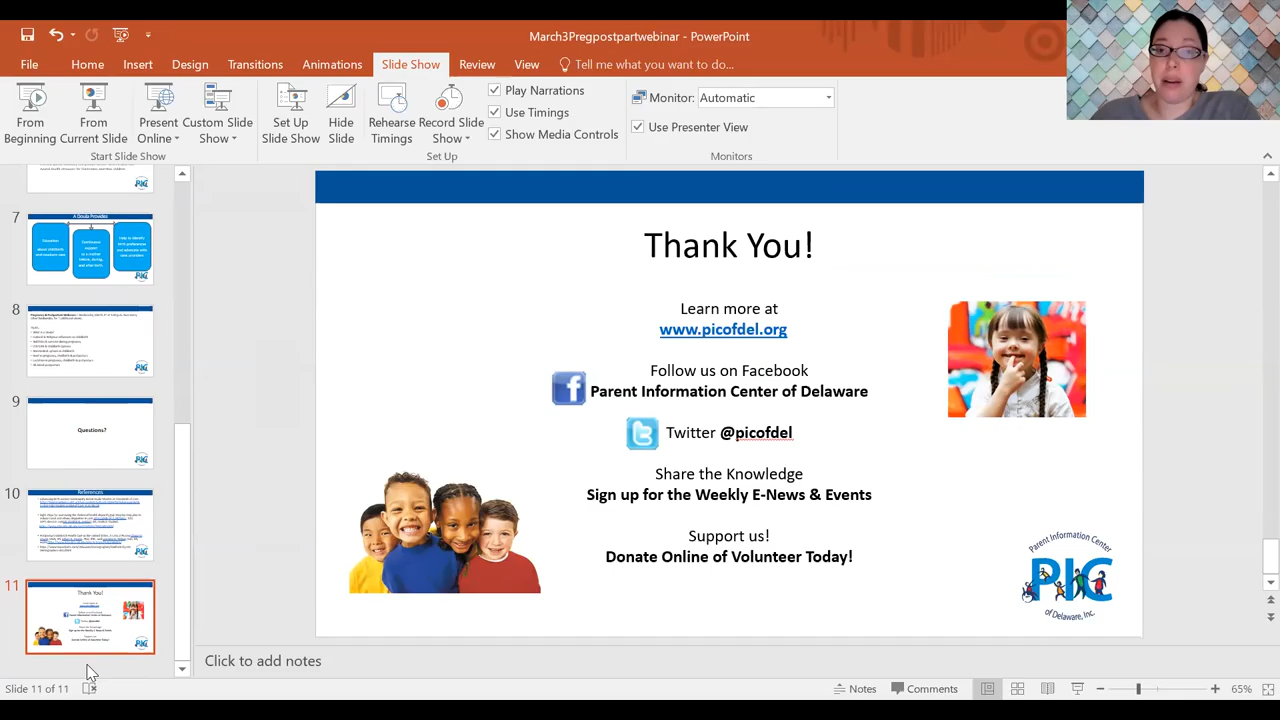 March3Pregpostpartwebinar - PowerPoint
File Home Insert Design Transitions Animations Slide Show Review View Tell me what you want to do...
From Beginning
From Current Slide
Present Online
Custom Slide Show
Start Slide Show
Set Up Slide Show
Hide Slide
Rehearse Timings
Record Slide Show
Play Narrations
Use Timings
Show Media Controls
Set Up
Monitor: Automatic
Use Presenter View
Monitors
7
A Doula Provides
8
9
Questions?
10
References
11
Thank You!
Thank You!
Learn more at
www.picofdel.org
Follow us on Facebook
Parent Information Center of Delaware
Twitter @picofdel
Share the Knowledge
Sign up for the Weekly E-News & Events
Support us!
Donate Online of Volunteer Today!
Parent Information Center
PIC
of Delaware, Inc.
Click to add notes
Slide 11 of 11
Notes
Comments
65%